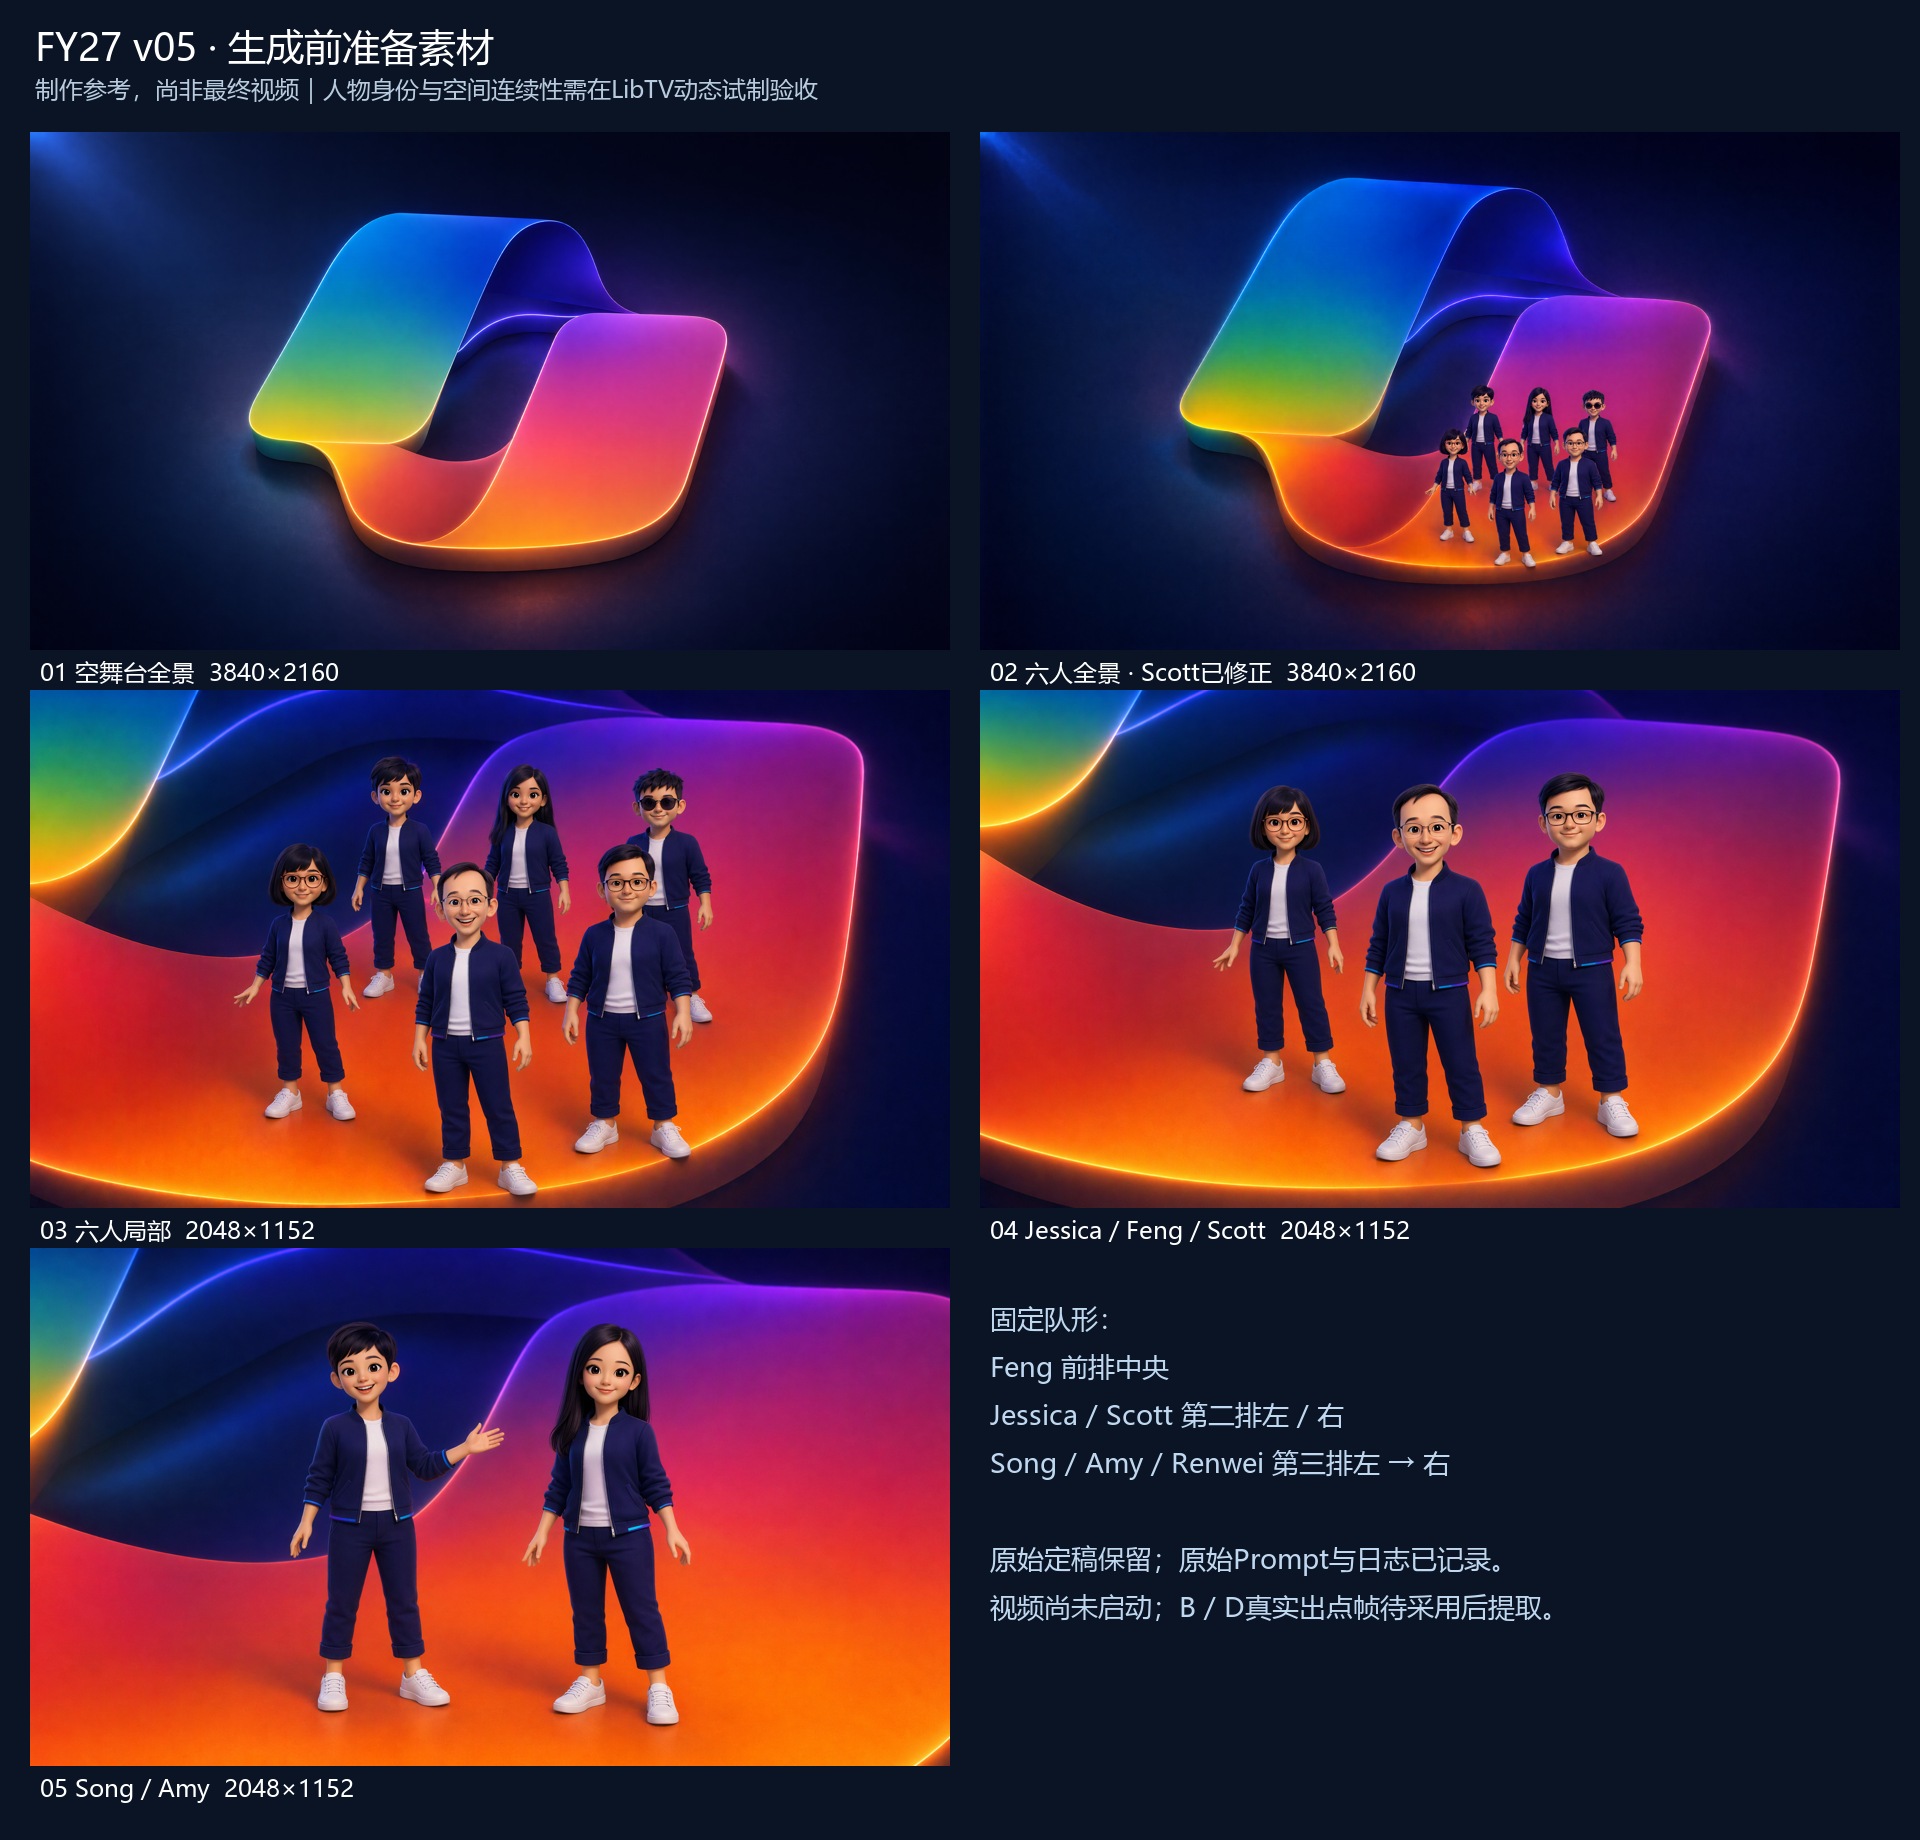 FY27 v05 · 生成前准备素材
制作参考，尚非最终视频｜人物身份与空间连续性需在LibTV动态试制验收
01 空舞台全景 3840×2160
02 六人全景 · Scott已修正 3840×2160
03 六人局部 2048×1152
04 Jessica / Feng / Scott 2048×1152
05 Song / Amy 2048×1152
固定队形：
Feng 前排中央
Jessica / Scott 第二排左 / 右
Song / Amy / Renwei 第三排左 → 右
原始定稿保留；原始Prompt与日志已记录。
视频尚未启动；B / D真实出点帧待采用后提取。